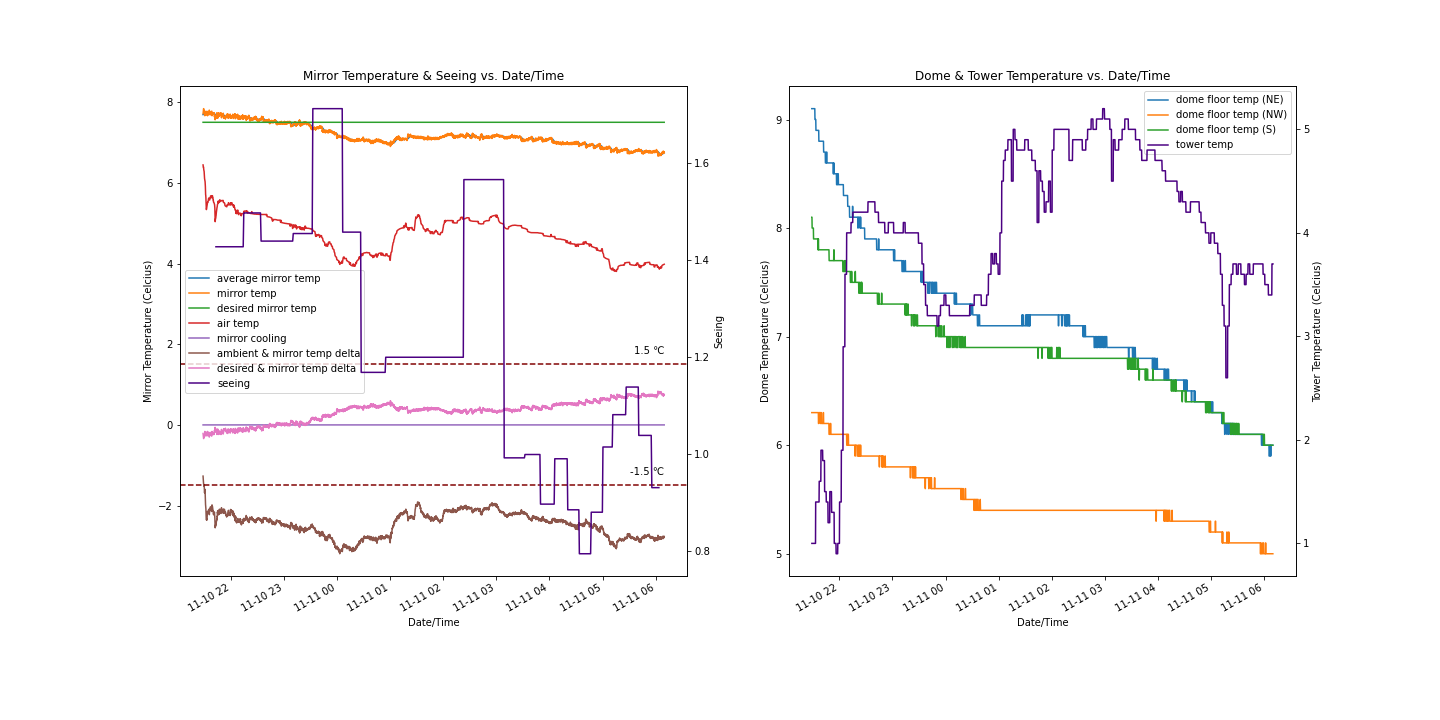 Mirror Temperature & Seeing vs. Date/Time
8
6
4
2
0
−2
Mirror Temperature (Celcius)
average mirror temp
mirror temp
desired mirror temp
air temp
mirror cooling
ambient & mirror temp delta
desired & mirror temp delta
seeing
1.5 ℃
-1.5 ℃
1.6
1.4
1.2
1.0
0.8
Seeing
11-10 22
11-10 23
11-11 00
11-11 01
11-11 02
11-11 03
11-11 04
11-11 05
11-11 06
Date/Time
Dome & Tower Temperature vs. Date/Time
9
8
7
6
5
Dome Temperature (Celcius)
dome floor temp (NE)
dome floor temp (NW)
dome floor temp (S)
tower temp
5
4
3
2
1
Tower Temperature (Celcius)
11-10 22
11-10 23
11-11 00
11-11 01
11-11 02
11-11 03
11-11 04
11-11 05
11-11 06
Date/Time